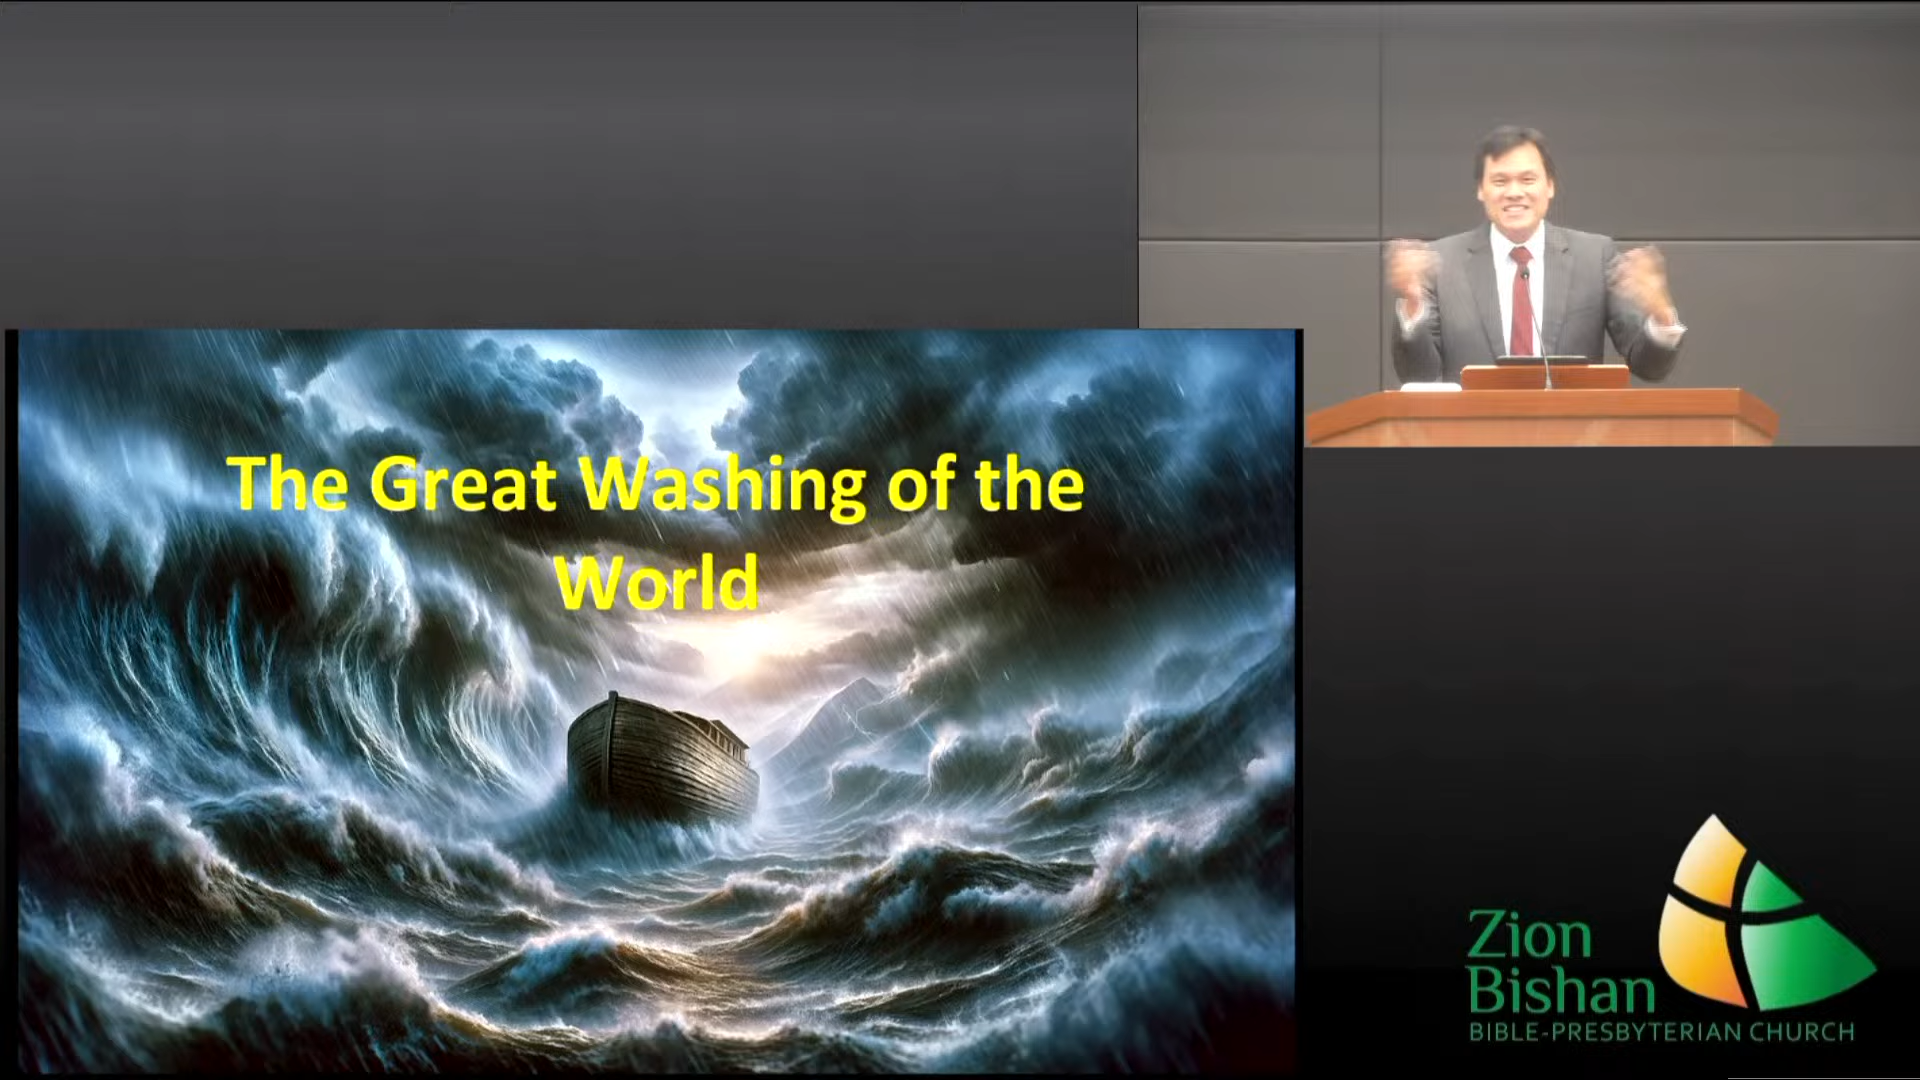 The Great Washing of the
World
Zion
Bishan
BIBLE-PRESBYTERIAN CHURCH